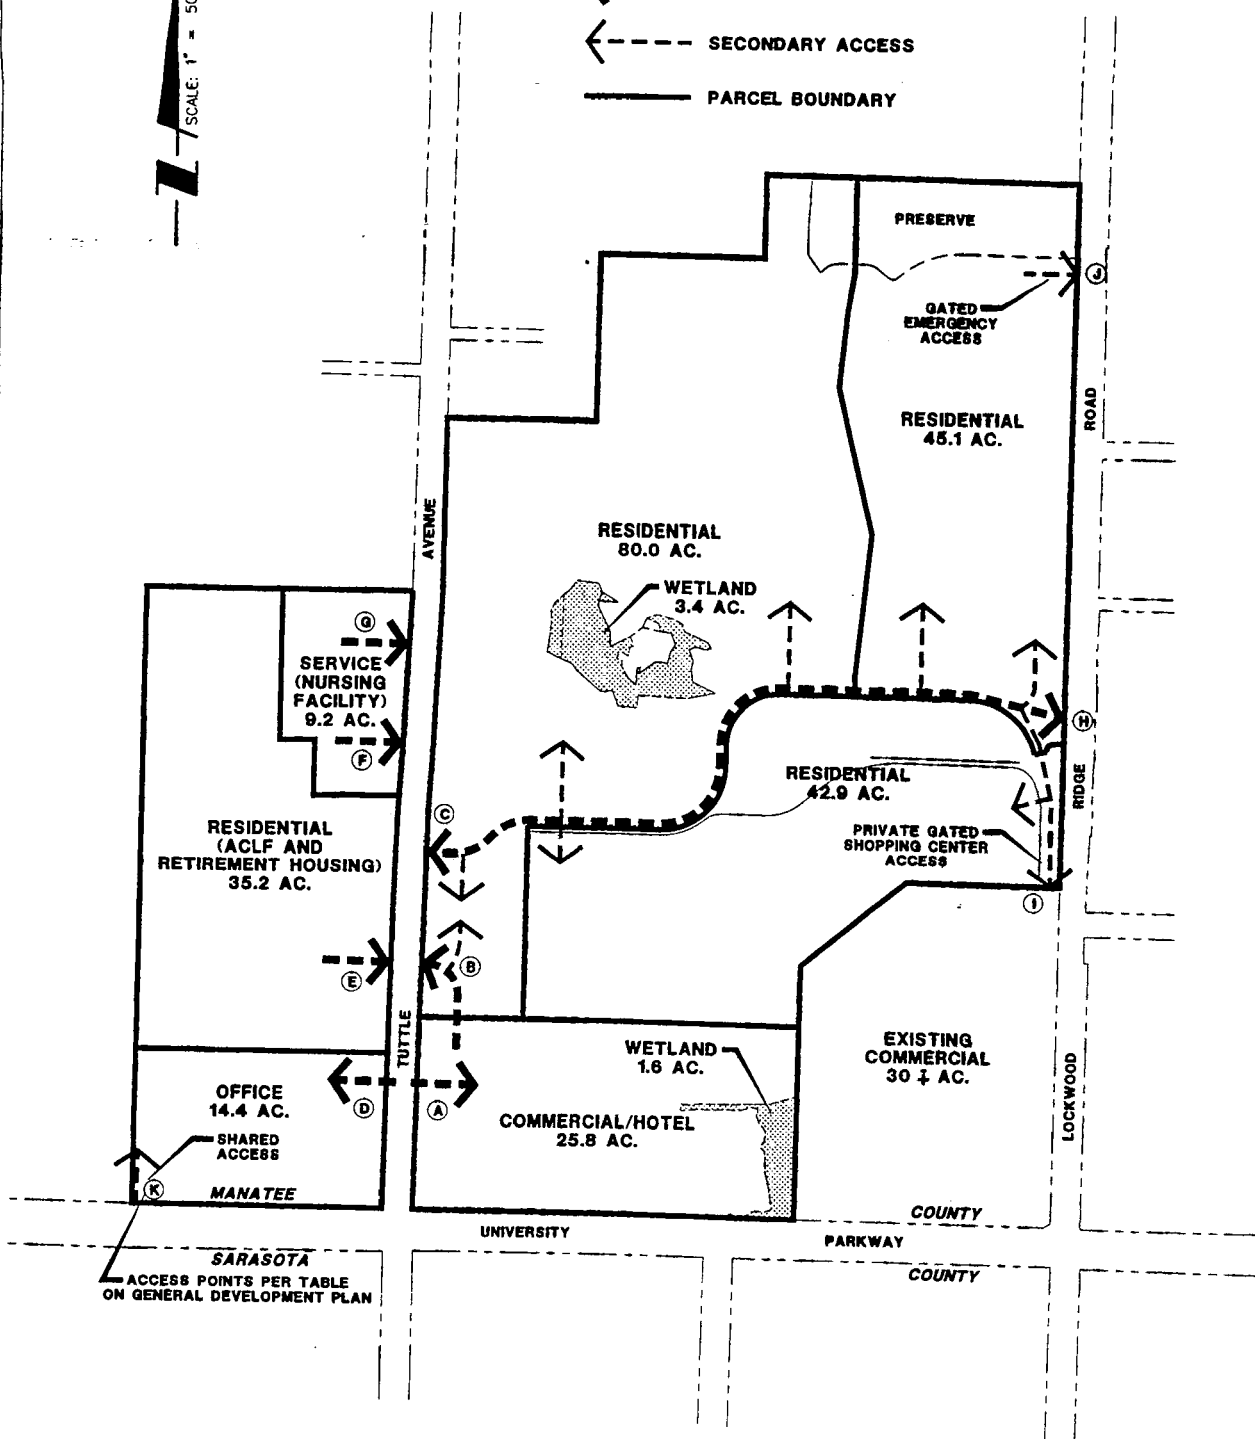 SCALE: 1" = 50
SECONDARY ACCESS
PARCEL BOUNDARY
PRESERVE
J
GATED
EMERGENCY
ACCESS
ROAD
RESIDENTIAL
45.1 AC.
AVENUE
RESIDENTIAL
80.0 AC.
WETLAND
3.4 AC.
G
SERVICE
(NURSING
FACILITY)
9.2 AC.
F
H
RIDGE
RESIDENTIAL
42.9 AC.
C
RESIDENTIAL
(ACLF AND
RETIREMENT HOUSING)
35.2 AC.
PRIVATE GATED
SHOPPING CENTER
ACCESS
I
B
E
TUTTLE
WETLAND
1.6 AC.
EXISTING
COMMERCIAL
30 ± AC.
LOCKWOOD
OFFICE
14.4 AC.
D
A
COMMERCIAL/HOTEL
25.8 AC.
SHARED
ACCESS
K
MANATEE
COUNTY
UNIVERSITY
PARKWAY
SARASOTA
COUNTY
ACCESS POINTS PER TABLE
ON GENERAL DEVELOPMENT PLAN